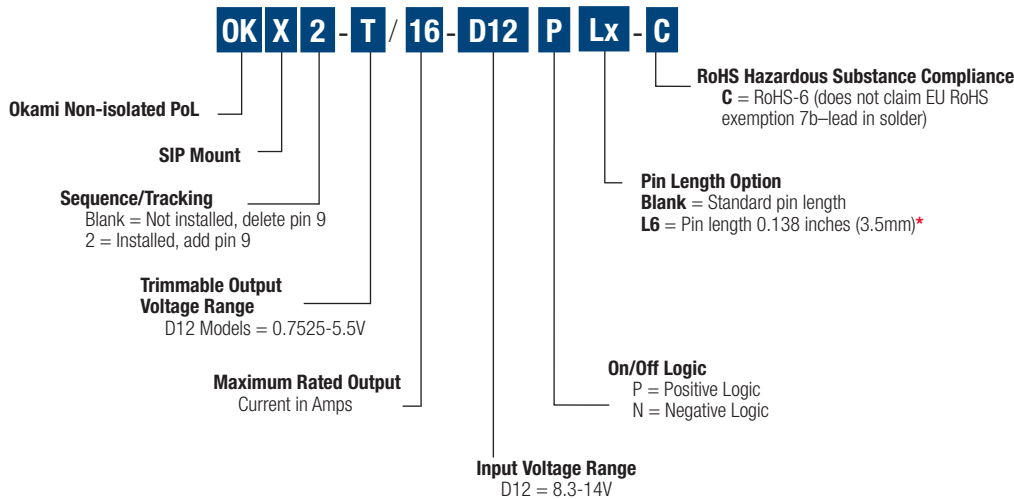 OK X 2 - T / 16 - D12 P Lx - C
RoHS Hazardous Substance Compliance
C = RoHS-6 (does not claim EU RoHS
exemption 7b–lead in solder)
Okami Non-isolated PoL
SIP Mount
Pin Length Option
Blank = Standard pin length
L6 = Pin length 0.138 inches (3.5mm)*
Sequence/Tracking
Blank = Not installed, delete pin 9
2 = Installed, add pin 9
Trimmable Output
Voltage Range
D12 Models = 0.7525-5.5V
Maximum Rated Output
Current in Amps
On/Off Logic
P = Positive Logic
N = Negative Logic
Input Voltage Range
D12 = 8.3-14V